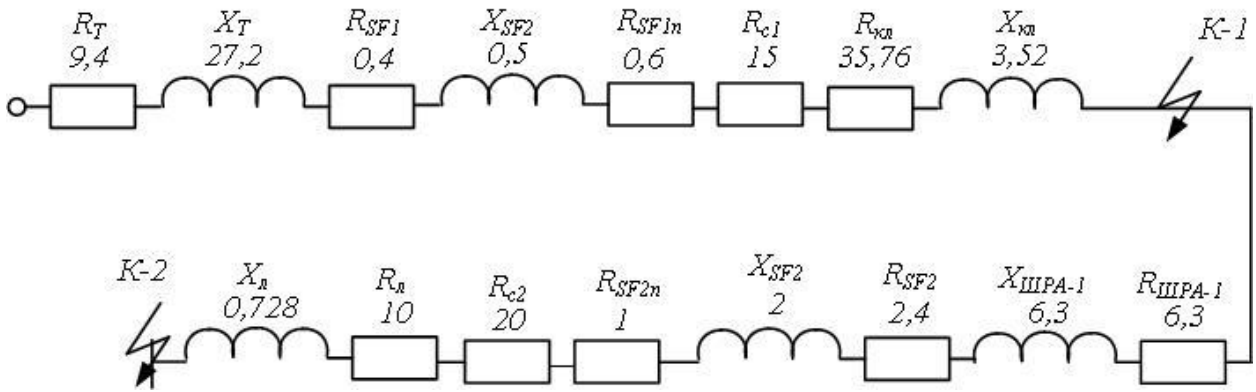 R_T X_T R_SF1 X_SF2 R_SF1п R_c1 R_кл X_кл К-1
9,4 27,2 0,4 0,5 0,6 15 35,76 3,52
К-2 X_л R_л R_c2 R_SF2п X_SF2 R_SF2 X_ШРА-1 R_ШРА-1
0,728 10 20 1 2 2,4 6,3 6,3